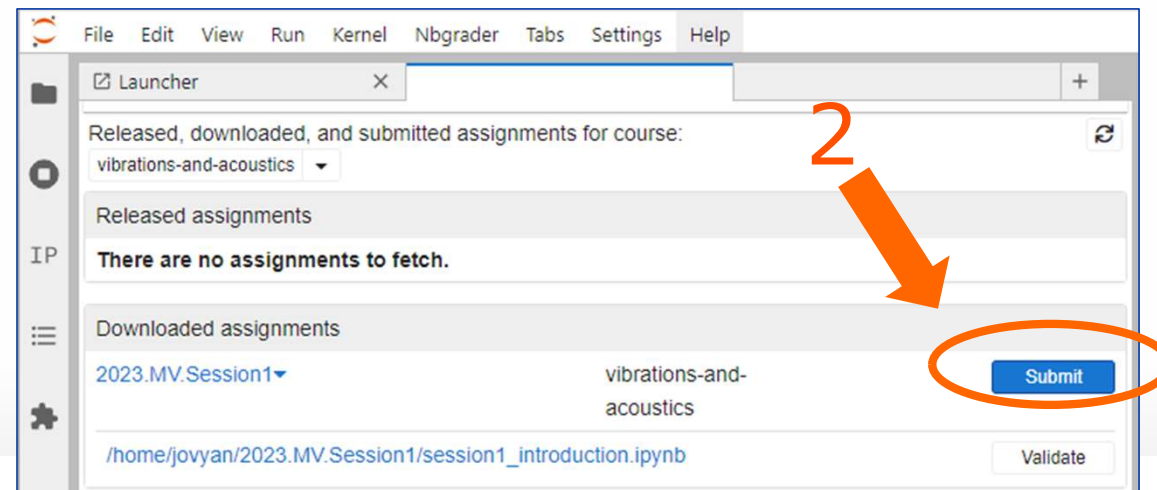 File Edit View Run Kernel Nbgrader Tabs Settings Help
Launcher
Released, downloaded, and submitted assignments for course:
2
vibrations-and-acoustics
Released assignments
IP
There are no assignments to fetch.
Downloaded assignments
2023.MV.Session1
vibrations-and-
acoustics
Submit
/home/jovyan/2023.MV.Session1/session1_introduction.ipynb
Validate